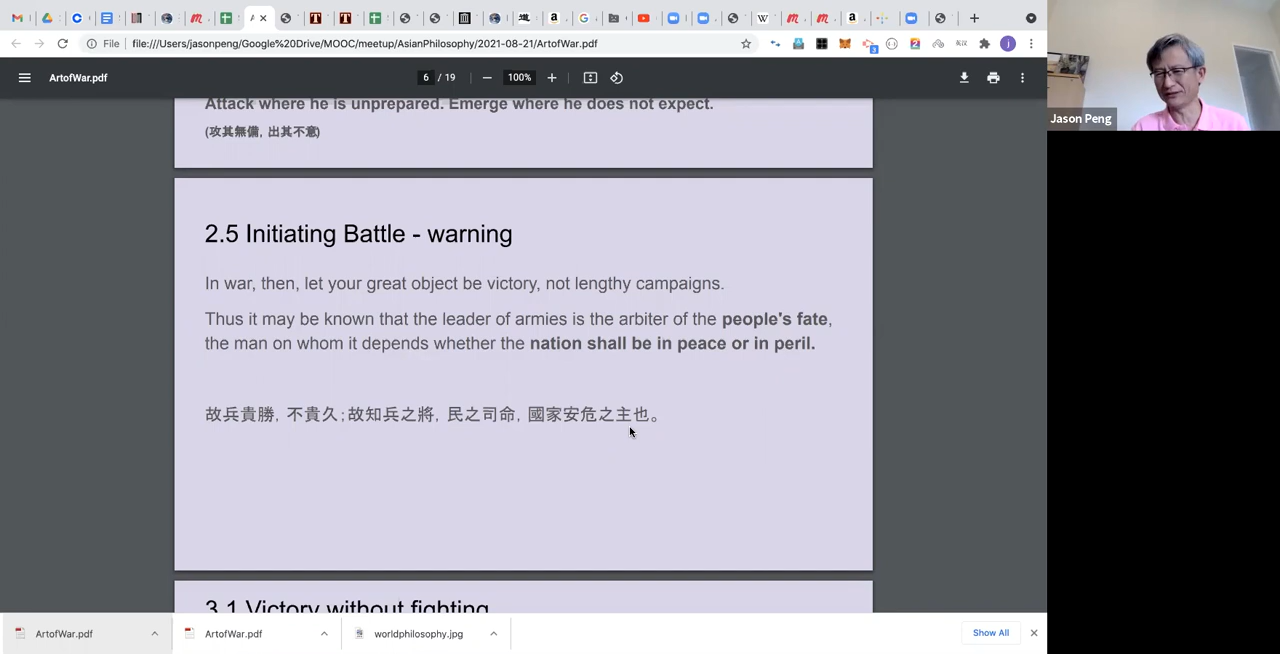 File
file:///Users/jasonpeng/Google%20Drive/MOOC/meetup/AsianPhilosophy/2021-08-21/ArtofWar.pdf
ArtofWar.pdf
6 / 19
100%
Jason Peng
Attack where he is unprepared. Emerge where he does not expect.
(攻其無備, 出其不意)
2.5 Initiating Battle - warning
In war, then, let your great object be victory, not lengthy campaigns.
Thus it may be known that the leader of armies is the arbiter of the people's fate,
the man on whom it depends whether the nation shall be in peace or in peril.
故兵貴勝, 不貴久;故知兵之將, 民之司命, 國家安危之主也。
3.1 Victory without fighting
ArtofWar.pdf
ArtofWar.pdf
worldphilosophy.jpg
Show All